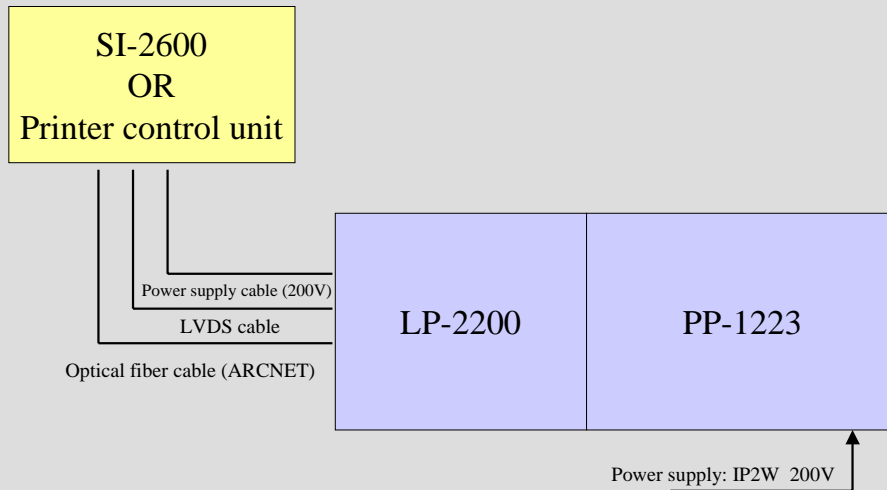 SI-2600
OR
Printer control unit
Power supply cable (200V)
LVDS cable
Optical fiber cable (ARCNET)
LP-2200
PP-1223
Power supply: IP2W 200V